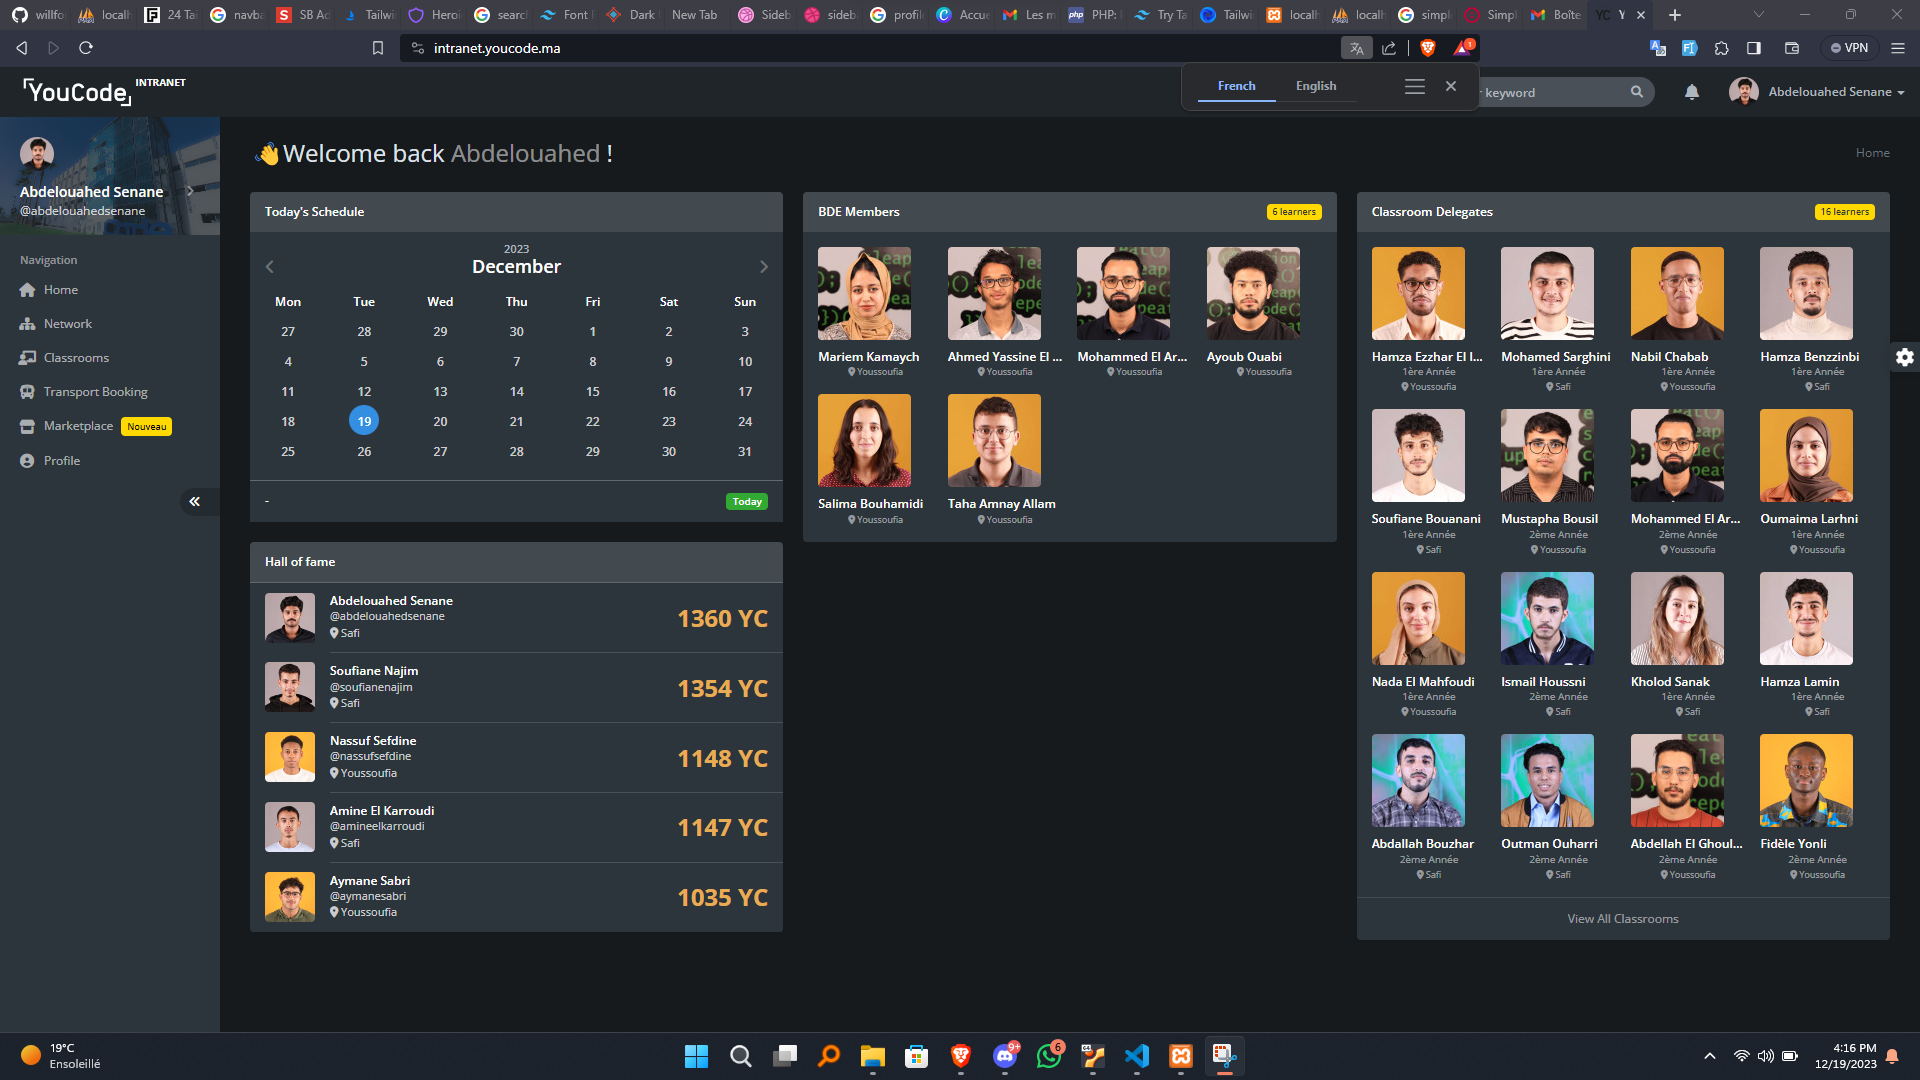 willfo
localh
24 Ta
navba
SB Ad
Tailwi
Heroi
searc
Font
Dark
New Tab
Sideb
sideb
profile
Accue
Les m
PHP:
Try Ta
Tailwi
localh
localh
simpl
Simpl
Boîte
Y
intranet.youcode.ma
VPN
YouCode INTRANET
French
English
keyword
Abdelouahed Senane
Abdelouahed Senane
@abdelouahedsenane
Navigation
Home
Network
Classrooms
Transport Booking
Marketplace Nouveau
Profile
Welcome back Abdelouahed !
Home
Today's Schedule
2023
December
Mon Tue Wed Thu Fri Sat Sun
27 28 29 30 1 2 3
4 5 6 7 8 9 10
11 12 13 14 15 16 17
18 19 20 21 22 23 24
25 26 27 28 29 30 31
-
Today
Hall of fame
Abdelouahed Senane
@abdelouahedsenane
Safi
1360 YC
Soufiane Najim
@soufianenajim
Safi
1354 YC
Nassuf Sefdine
@nassufsefdine
Youssoufia
1148 YC
Amine El Karroudi
@amineelkarroudi
Safi
1147 YC
Aymane Sabri
@aymanesabri
Youssoufia
1035 YC
BDE Members
6 learners
Mariem Kamaych
Youssoufia
Ahmed Yassine El ...
Youssoufia
Mohammed El Ar...
Youssoufia
Ayoub Ouabi
Youssoufia
Salima Bouhamidi
Youssoufia
Taha Amnay Allam
Youssoufia
Classroom Delegates
16 learners
Hamza Ezzhar El I...
1ère Année
Youssoufia
Mohamed Sarghini
1ère Année
Safi
Nabil Chabab
1ère Année
Youssoufia
Hamza Benzzinbi
1ère Année
Safi
Soufiane Bouanani
1ère Année
Safi
Mustapha Bousil
2ème Année
Youssoufia
Mohammed El Ar...
2ème Année
Youssoufia
Oumaima Larhni
1ère Année
Youssoufia
Nada El Mahfoudi
1ère Année
Youssoufia
Ismail Houssni
2ème Année
Safi
Kholod Sanak
1ère Année
Safi
Hamza Lamin
1ère Année
Safi
Abdallah Bouzhar
2ème Année
Safi
Outman Ouharri
2ème Année
Safi
Abdellah El Ghoul...
2ème Année
Youssoufia
Fidèle Yonli
2ème Année
Youssoufia
View All Classrooms
19°C
Ensoleillé
9+
6
4:16 PM
12/19/2023